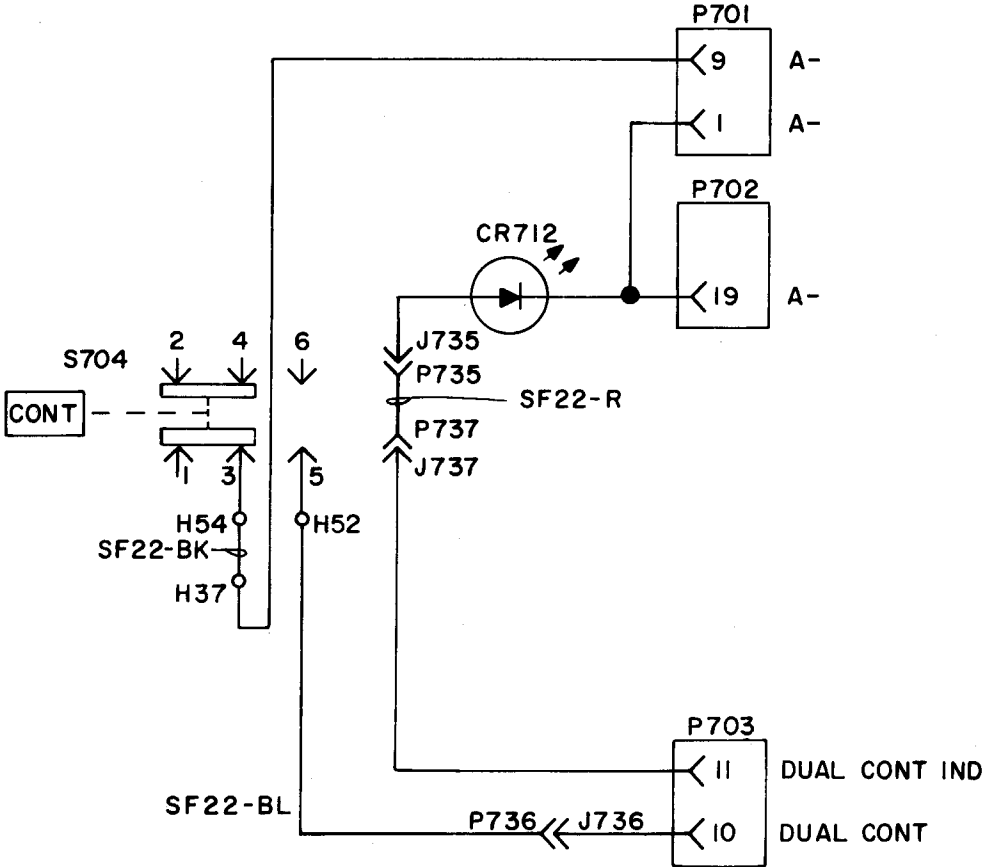 P701
9 A-
1 A-
P702
CR712
19 A-
2 4 6
S704
J735
P735
SF22-R
CONT
P737
J737
1 3 5
H54 H52
SF22-BK
H37
P703
11 DUAL CONT IND
SF22-BL
P736 J736 10 DUAL CONT